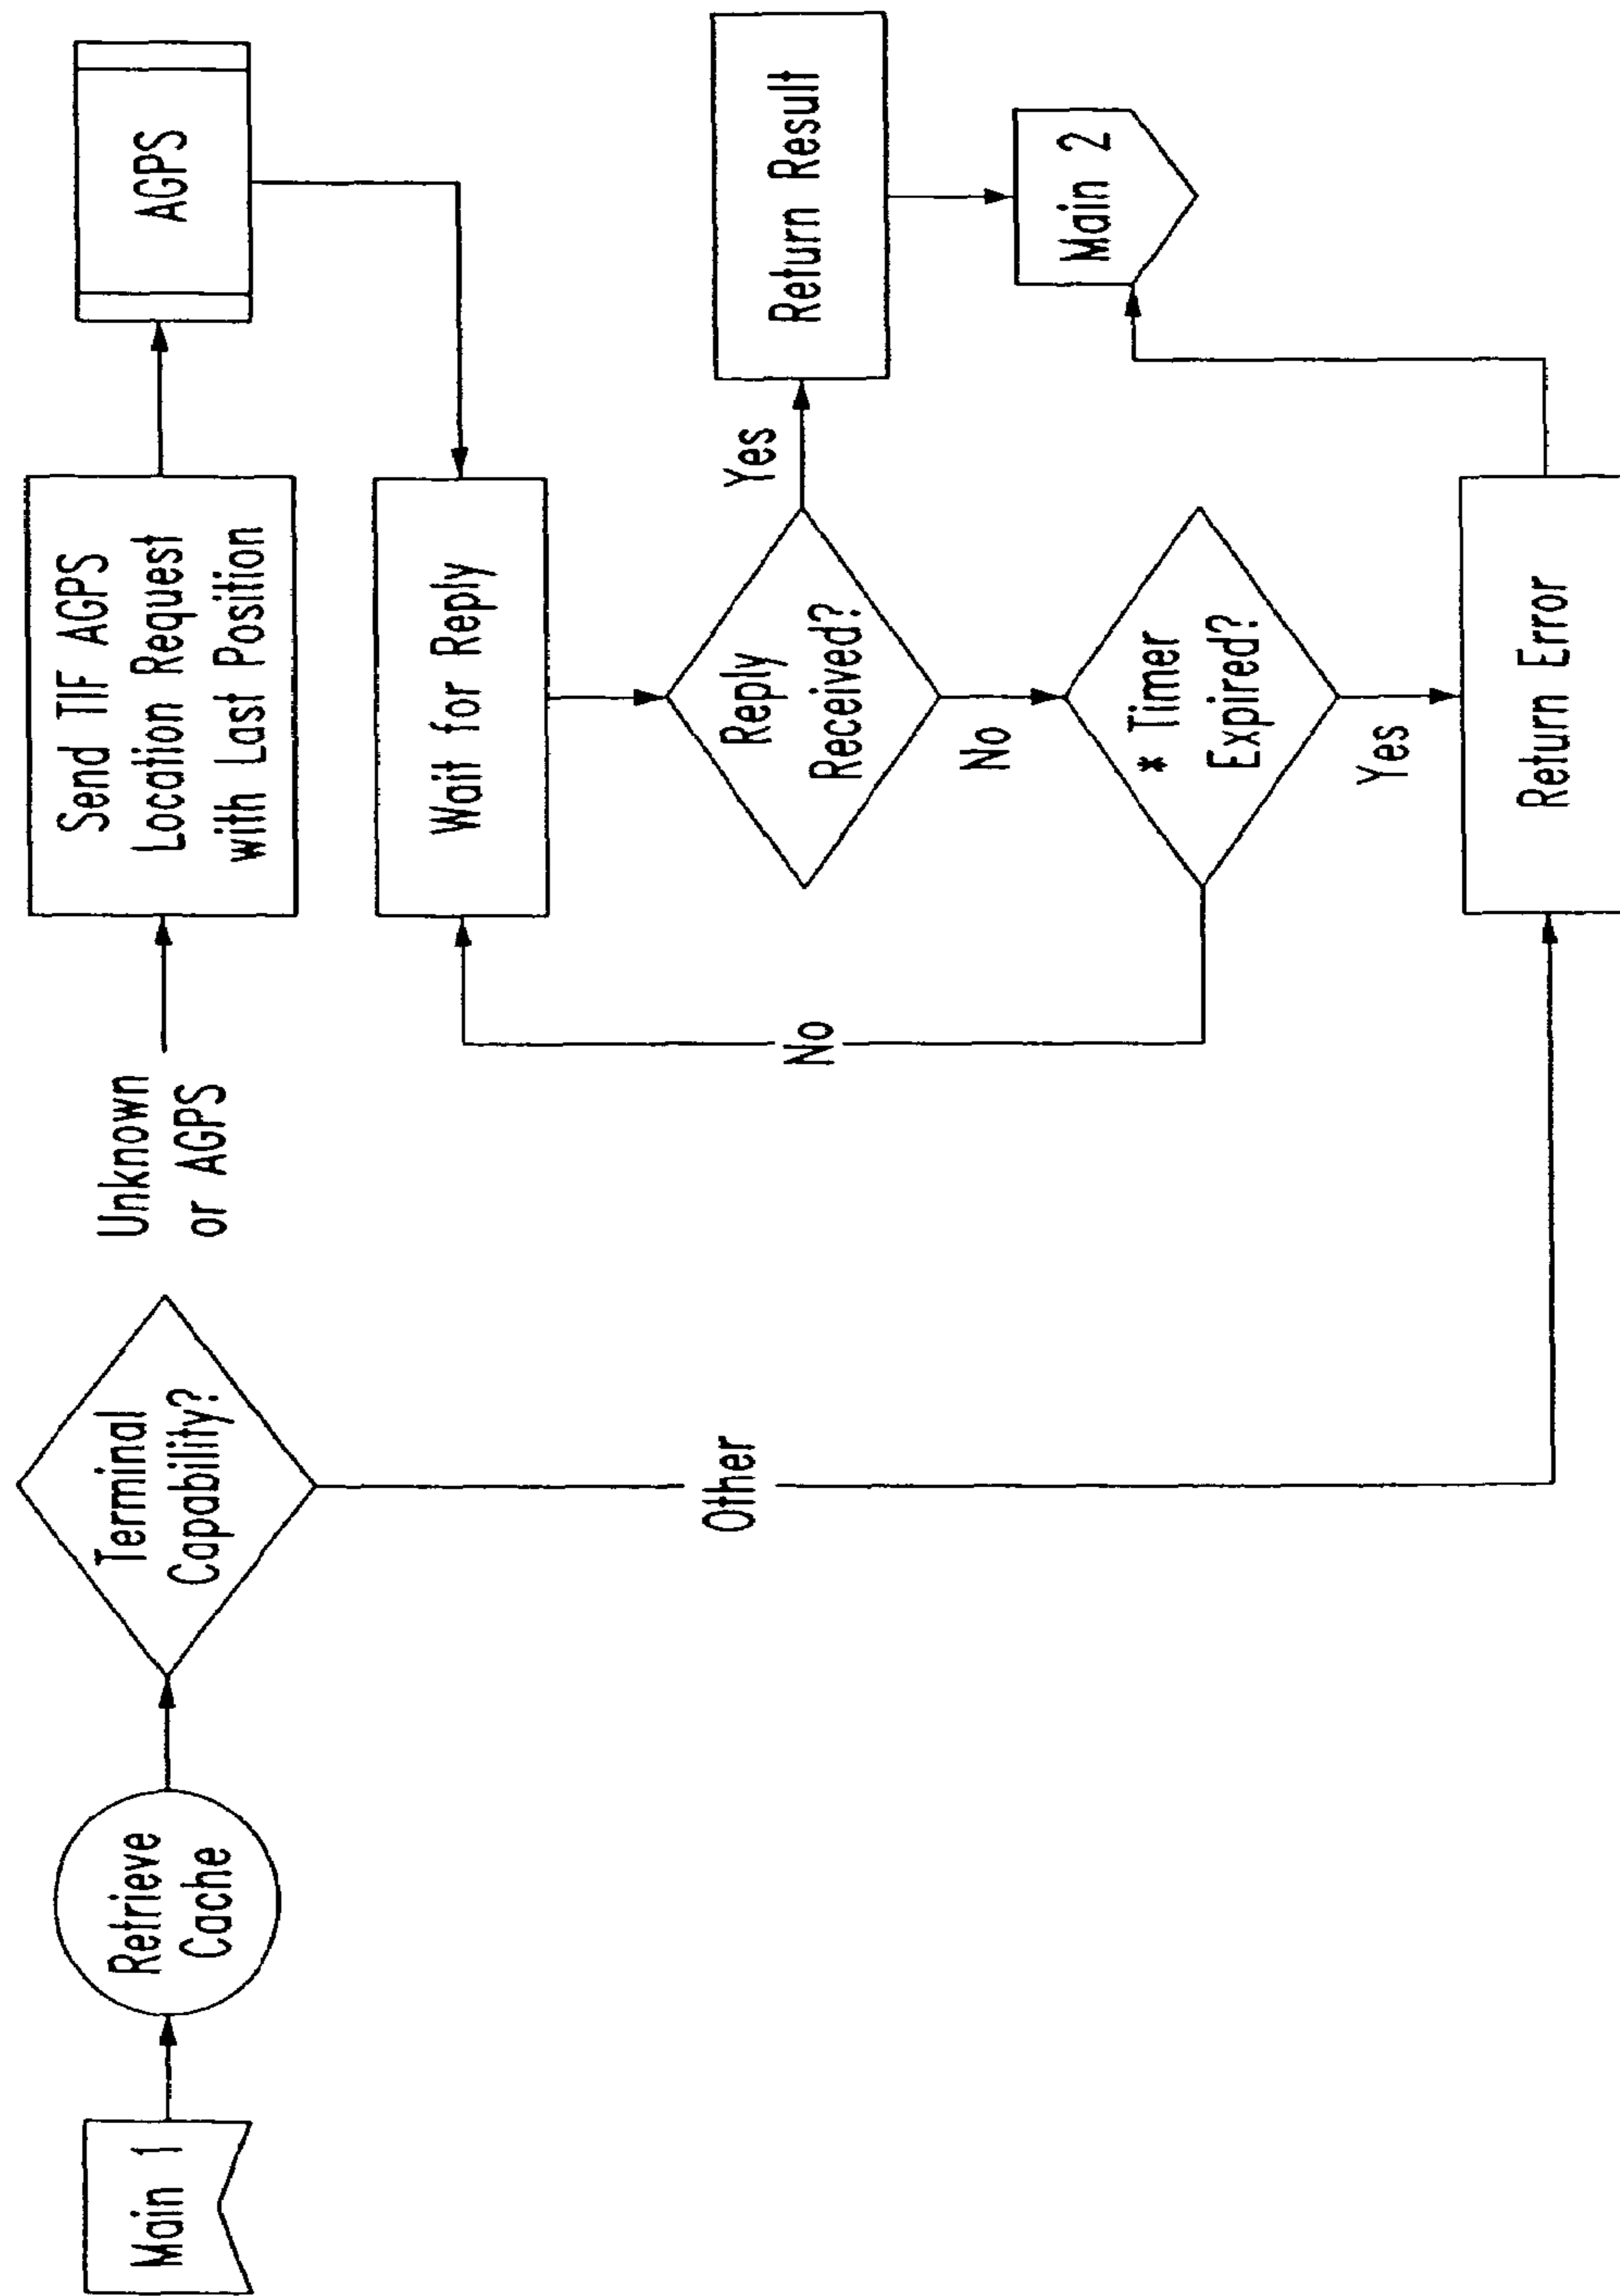 Main 1
Retrieve
Cache
Terminal
Capability?
Unknown
or AGPS
Send TIF AGPS
Location Request
with Last Position
AGPS
Other
Wait for Reply
Reply
Received?
Yes
Return Result
No
* Timer
Expired?
No
Yes
Main 2
Return Error